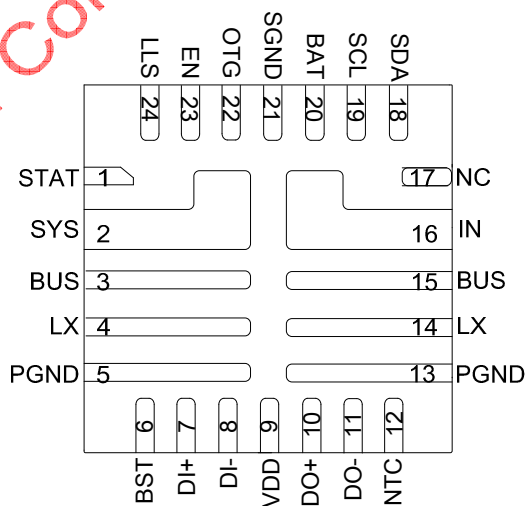 Con
LLS EN OTG SGND BAT SCL SDA
24 23 22 21 20 19 18
STAT 1 17 NC
SYS 2 16 IN
BUS 3 15 BUS
LX 4 14 LX
PGND 5 13 PGND
6 7 8 9 10 11 12
BST DI+ DI- VDD DO+ DO- NTC